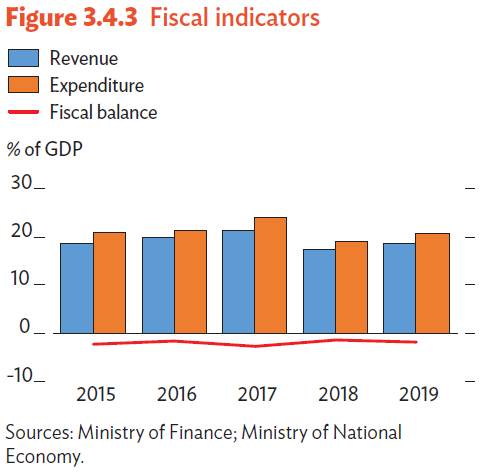 Figure 3.4.3 Fiscal indicators
Revenue
Expenditure
Fiscal balance
% of GDP
30
20
10
0
-10
2015 2016 2017 2018 2019
Sources: Ministry of Finance; Ministry of National
Economy.